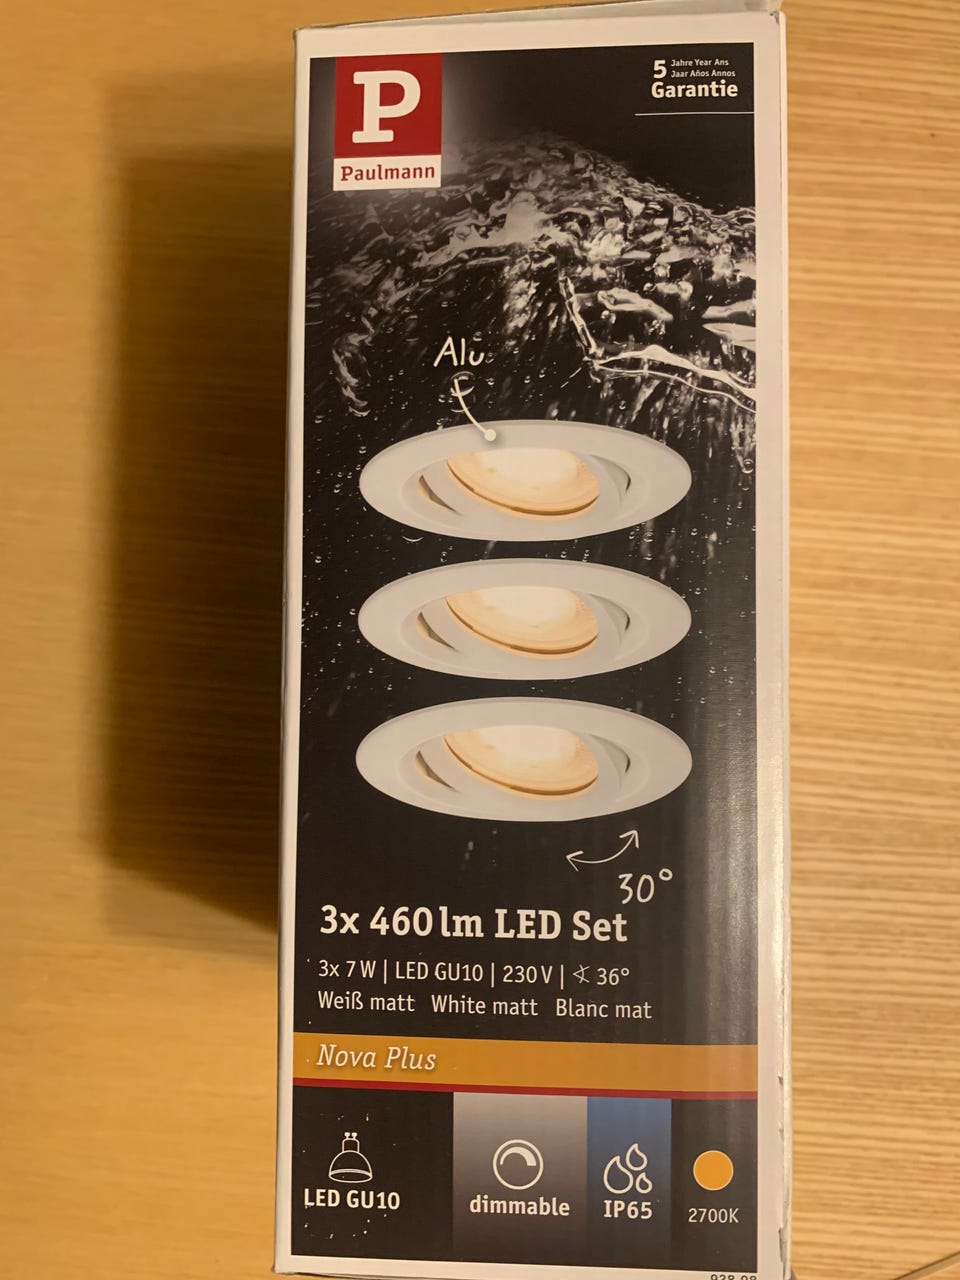 P
Paulmann
5 Jahre Year Ans
Jaar Años Annos
Garantie
Alu
30°
3x 460 lm LED Set
3x 7 W | LED GU10 | 230 V | ∢ 36°
Weiß matt White matt Blanc mat
Nova Plus
LED GU10
dimmable
IP65
2700K